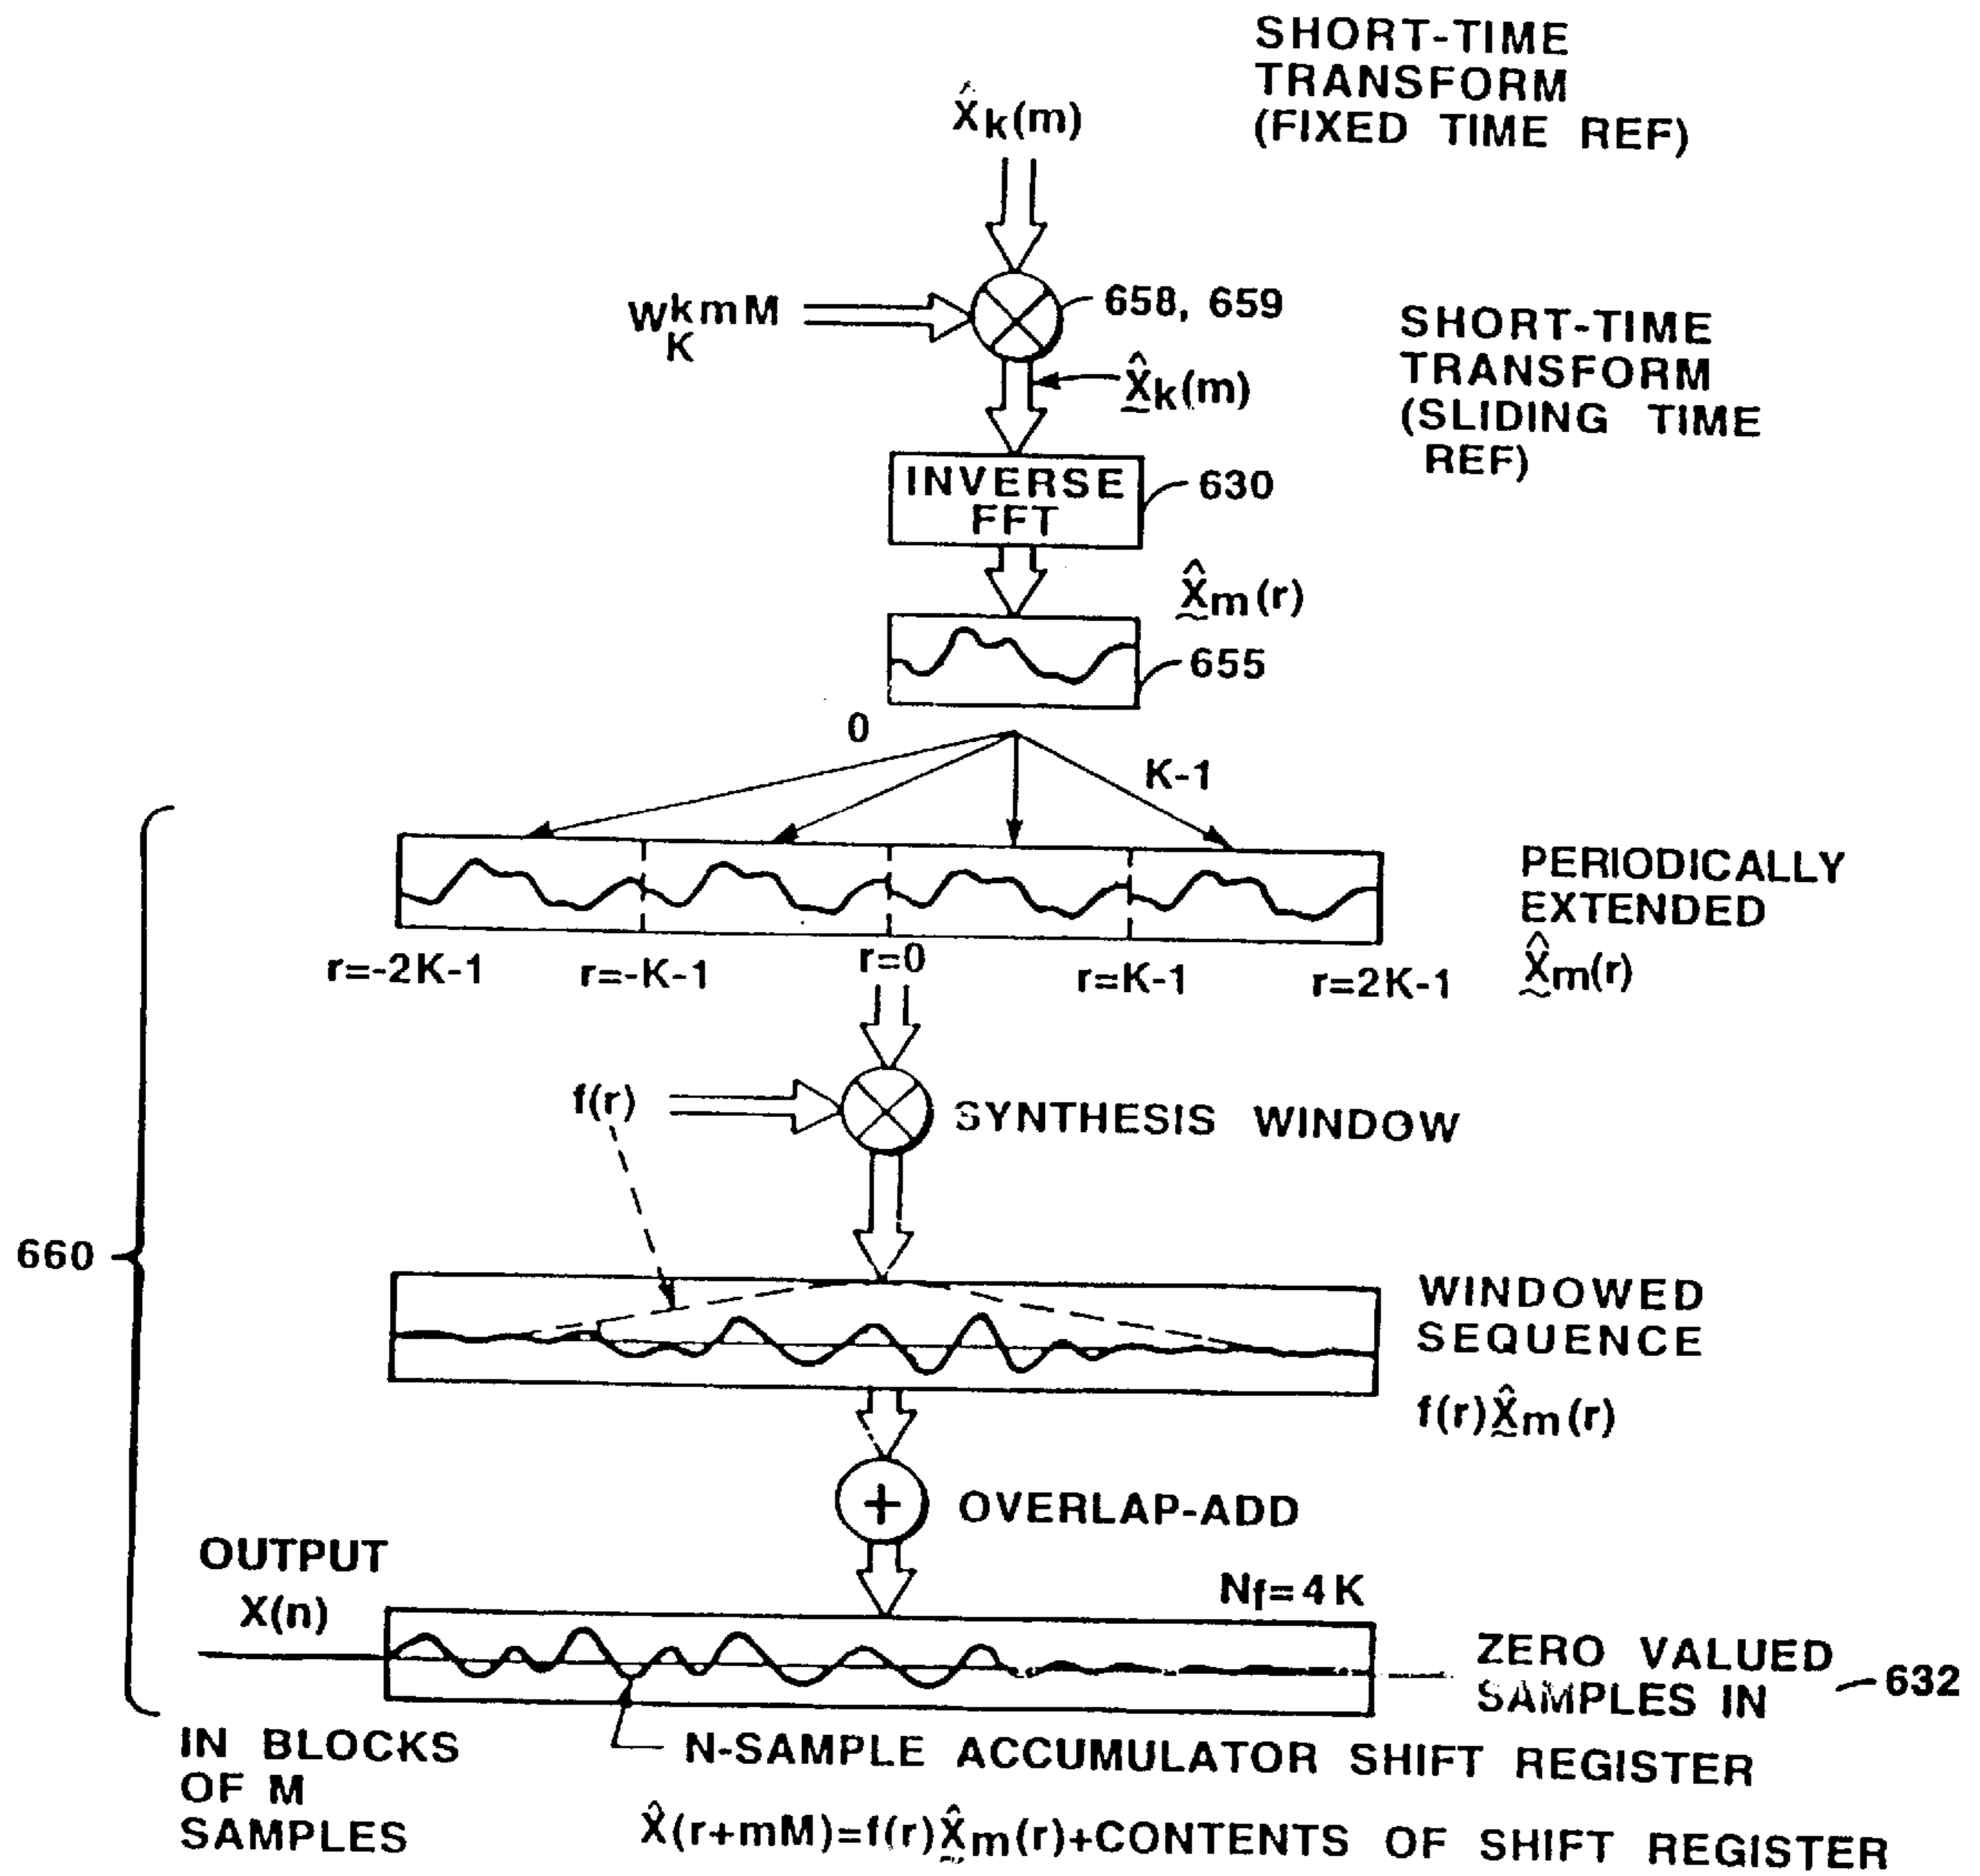 SHORT-TIME
TRANSFORM
(FIXED TIME REF)
X̂k(m)
W_K^kmM
658, 659
SHORT-TIME
TRANSFORM
(SLIDING TIME
REF)
X̰̂k(m)
INVERSE
FFT
630
X̰̂m(r)
655
0
K-1
PERIODICALLY
EXTENDED
X̰̂m(r)
r=-2K-1
r=-K-1
r=0
r=K-1
r=2K-1
f(r)
SYNTHESIS WINDOW
660
WINDOWED
SEQUENCE
f(r)X̰̂m(r)
OVERLAP-ADD
OUTPUT
X(n)
Nf=4K
ZERO VALUED
SAMPLES IN
632
IN BLOCKS
OF M
SAMPLES
N-SAMPLE ACCUMULATOR SHIFT REGISTER
X̂(r+mM)=f(r)X̰̂m(r)+CONTENTS OF SHIFT REGISTER